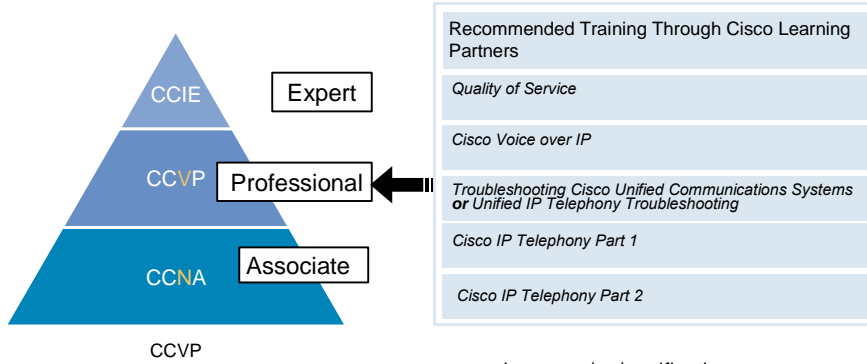 CCIE
Expert
CCVP
Professional
CCNA
Associate
CCVP
Recommended Training Through Cisco Learning
Partners
Quality of Service
Cisco Voice over IP
Troubleshooting Cisco Unified Communications Systems
or Unified IP Telephony Troubleshooting
Cisco IP Telephony Part 1
Cisco IP Telephony Part 2